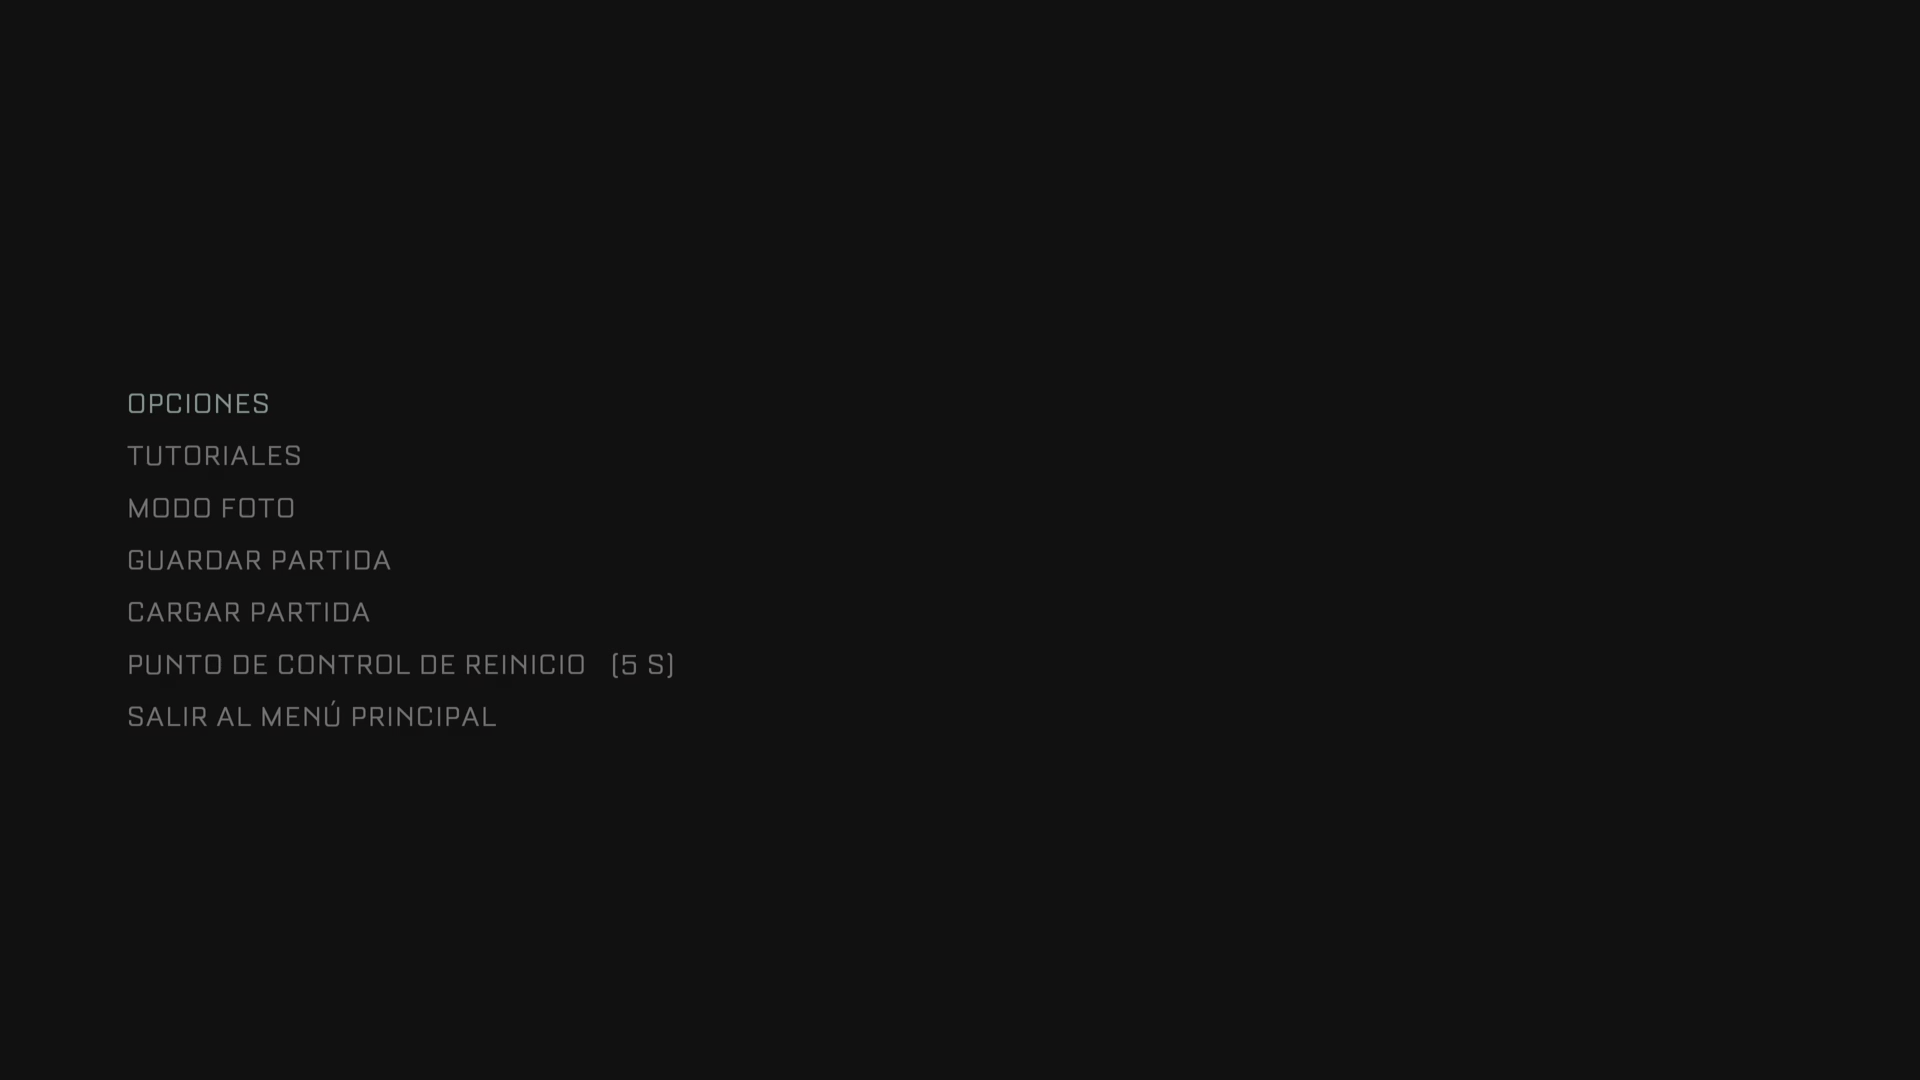 OPCIONES
TUTORIALES
MODO FOTO
GUARDAR PARTIDA
CARGAR PARTIDA
PUNTO DE CONTROL DE REINICIO (5 S)
SALIR AL MENÚ PRINCIPAL